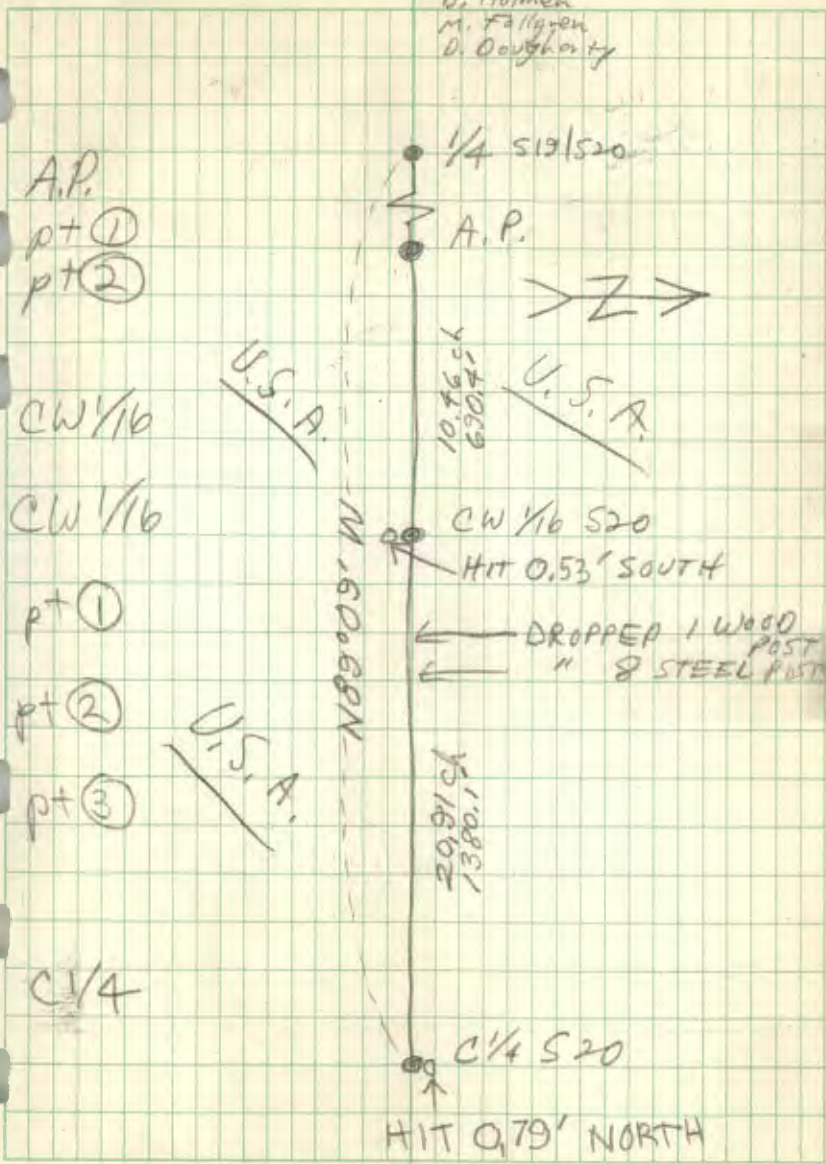 M. Fallgren
D. Dougherty
1/4 S19|S20
A.P.
A.P.
pt ①
pt ②
N
U.S.A.
U.S.A.
10.46 ch
690.4'
CW 1/16
CW 1/16
CW 1/16 S20
HIT 0.53' SOUTH
N89°09'W
pt ①
DROPPED 1 WOOD POST
" 8 STEEL POST
pt ②
U.S.A.
pt ③
20.91 ch
1380.1'
C 1/4
C 1/4 S20
HIT 0.79' NORTH